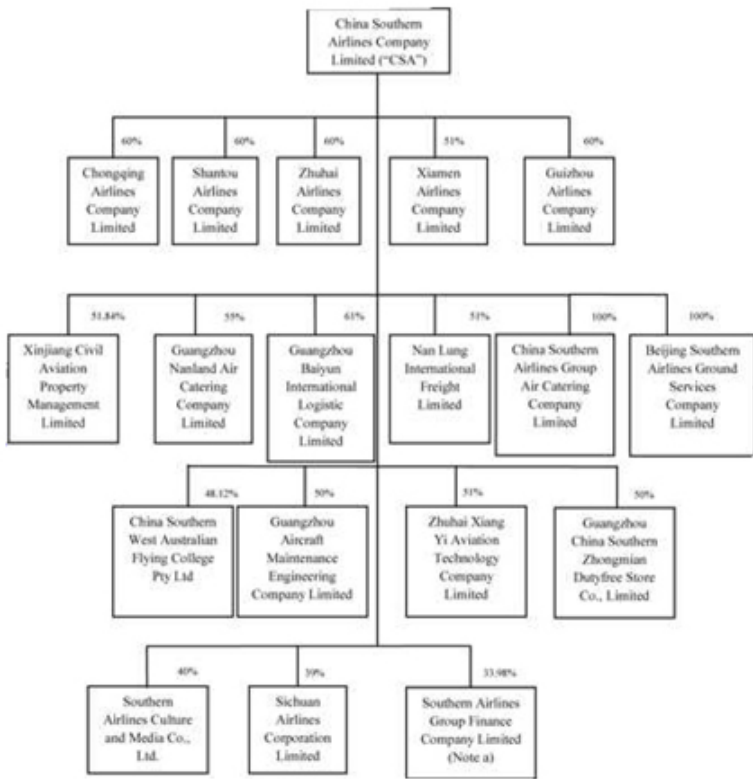 China Southern
Airlines Company
Limited (“CSA”)
60%
60%
60%
51%
60%
Chongqing
Airlines
Company
Limited
Shantou
Airlines
Company
Limited
Zhuhai
Airlines
Company
Limited
Xiamen
Airlines
Company
Limited
Guizhou
Airlines
Company
Limited
51.84%
55%
61%
51%
100%
100%
Xinjiang Civil
Aviation
Property
Management
Limited
Guangzhou
Nanland Air
Catering
Company
Limited
Guangzhou
Baiyun
International
Logistic
Company
Limited
Nan Lung
International
Freight
Limited
China Southern
Airlines Group
Air Catering
Company
Limited
Beijing Southern
Airlines Ground
Services
Company
Limited
48.12%
50%
51%
50%
China Southern
West Australian
Flying College
Pty Ltd
Guangzhou
Aircraft
Maintenance
Engineering
Company Limited
Zhuhai Xiang
Yi Aviation
Technology
Company
Limited
Guangzhou
China Southern
Zhongmian
Dutyfree Store
Co., Limited
40%
39%
33.98%
Southern
Airlines Culture
and Media Co.,
Ltd.
Sichuan
Airlines
Corporation
Limited
Southern Airlines
Group Finance
Company Limited
(Note a)